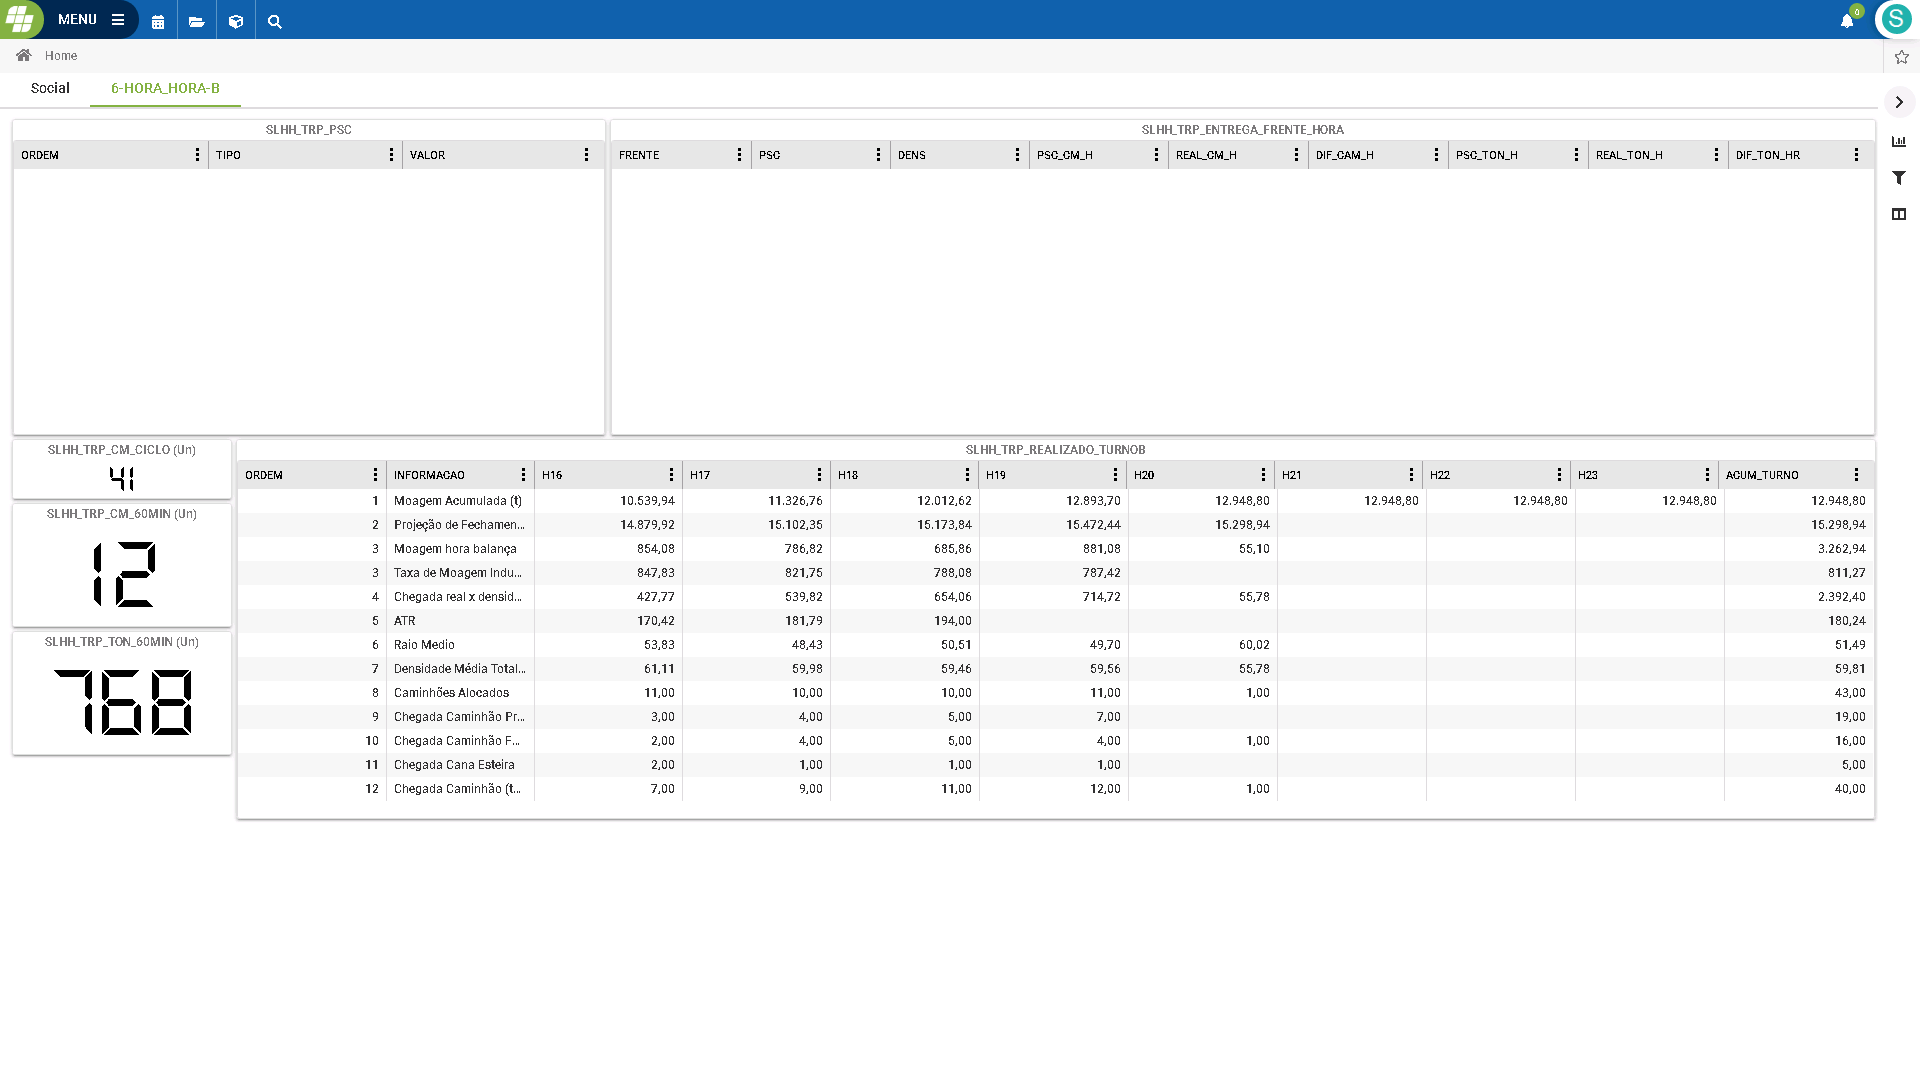 MENU
0
S
Home
Social 6-HORA_HORA-B
SLHH_TRP_PSC
ORDEM TIPO VALOR
SLHH_TRP_ENTREGA_FRENTE_HORA
FRENTE PSC DENS PSC_CM_H REAL_CM_H DIF_CAM_H PSC_TON_H REAL_TON_H DIF_TON_HR
SLHH_TRP_CM_CICLO (Un)
41
SLHH_TRP_CM_60MIN (Un)
12
SLHH_TRP_TON_60MIN (Un)
768
SLHH_TRP_REALIZADO_TURNOB
ORDEM INFORMACAO H16 H17 H18 H19 H20 H21 H22 H23 ACUM_TURNO
1 Moagem Acumulada (t) 10.539,94 11.326,76 12.012,62 12.893,70 12.948,80 12.948,80 12.948,80 12.948,80 12.948,80
2 Projeção de Fechamen... 14.879,92 15.102,35 15.173,84 15.472,44 15.298,94 15.298,94
3 Moagem hora balança 854,08 786,82 685,86 881,08 55,10 3.262,94
3 Taxa de Moagem Indu... 847,83 821,75 788,08 787,42 811,27
4 Chegada real x densid... 427,77 539,82 654,06 714,72 55,78 2.392,40
5 ATR 170,42 181,79 194,00 180,24
6 Raio Medio 53,83 48,43 50,51 49,70 60,02 51,49
7 Densidade Média Total... 61,11 59,98 59,46 59,56 55,78 59,81
8 Caminhões Alocados 11,00 10,00 10,00 11,00 1,00 43,00
9 Chegada Caminhão Pr... 3,00 4,00 5,00 7,00 19,00
10 Chegada Caminhão F... 2,00 4,00 5,00 4,00 1,00 16,00
11 Chegada Cana Esteira 2,00 1,00 1,00 1,00 5,00
12 Chegada Caminhão (t... 7,00 9,00 11,00 12,00 1,00 40,00